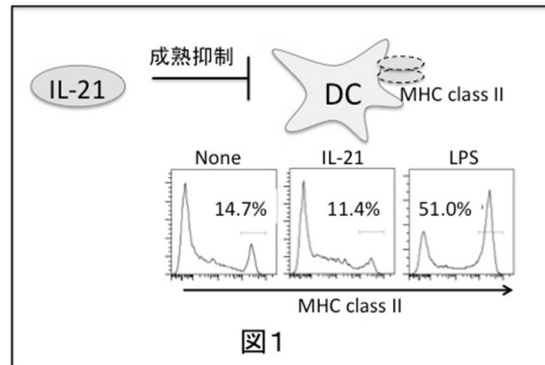 成熟抑制
IL-21
DC
MHC class II
None
IL-21
LPS
14.7%
11.4%
51.0%
MHC class II
図1